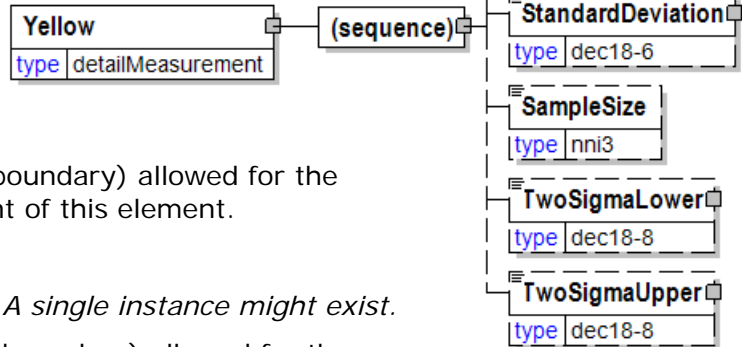 Yellow
type detailMeasurement
(sequence)
StandardDeviation
type dec18-6
SampleSize
type nni3
TwoSigmaLower
type dec18-8
TwoSigmaUpper
type dec18-8
boundary) allowed for the
nt of this element.
A single instance might exist.